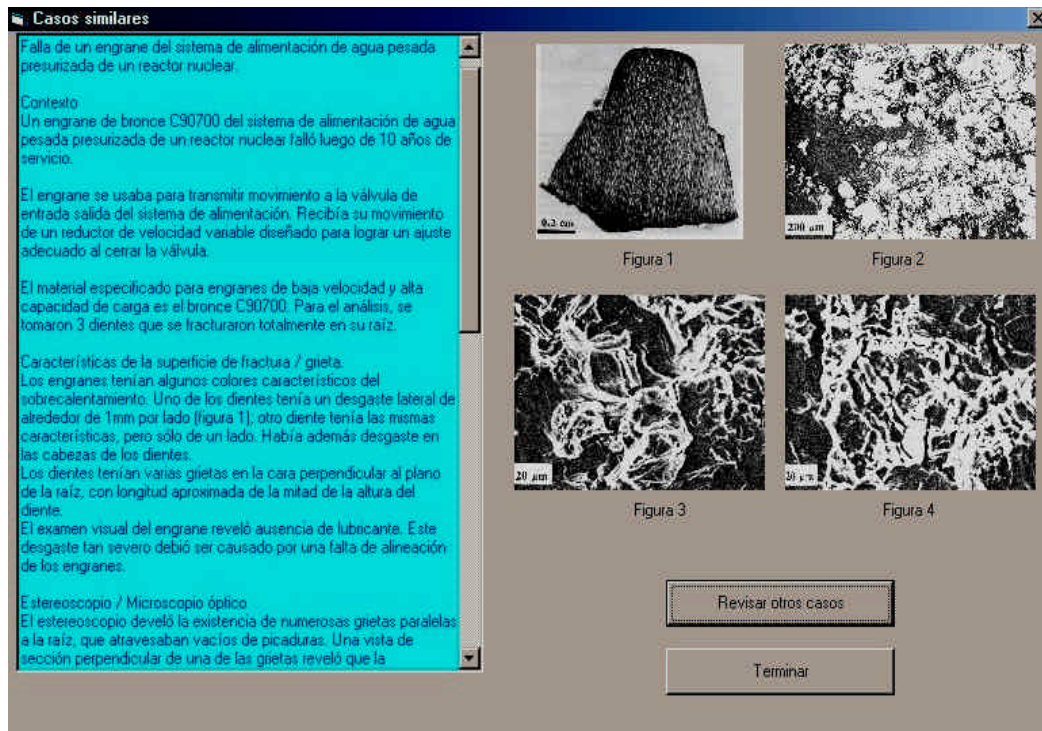 Casos similares
Falla de un engrane del sistema de alimentación de agua pesada
presurizada de un reactor nuclear.
Contexto
Un engrane de bronce C90700 del sistema de alimentación de agua
pesada presurizada de un reactor nuclear falló luego de 10 años de
servicio.
El engrane se usaba para transmitir movimiento a la válvula de
entrada salida del sistema de alimentación. Recibía su movimiento
de un reductor de velocidad variable diseñado para lograr un ajuste
adecuado al cerrar la válvula.
El material especificado para engranes de baja velocidad y alta
capacidad de carga es el bronce C90700. Para el análisis, se
tomaron 3 dientes que se fracturaron totalmente en su raíz.
Características de la superficie de fractura / grieta.
Los engranes tenían algunos colores característicos del
sobrecalentamiento. Uno de los dientes tenía un desgaste lateral de
alrededor de 1mm por lado (figura 1); otro diente tenía las mismas
características, pero sólo de un lado. Había además desgaste en
las cabezas de los dientes.
Los dientes tenían varias grietas en la cara perpendicular al plano
de la raíz, con longitud aproximada de la mitad de la altura del
diente.
El examen visual del engrane reveló ausencia de lubricante. Este
desgaste tan severo debió ser causado por una falta de alineación
de los engranes.
Estereoscopio / Microscopio óptico
El estereoscopio develó la existencia de numerosas grietas paralelas
a la raíz, que atravesaban vacíos de picaduras. Una vista de
sección perpendicular de una de las grietas reveló que la
0.2 cm
Figura 1
200 µm
Figura 2
20 µm
Figura 3
20 µm
Figura 4
Revisar otros casos
Terminar